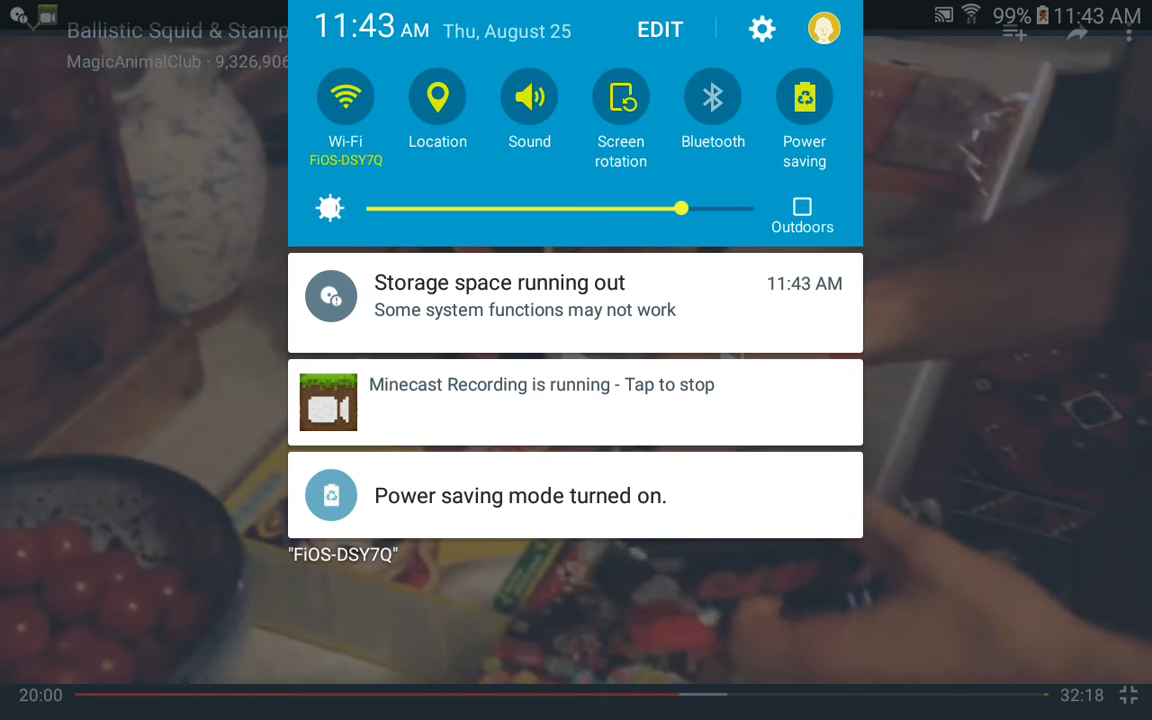 99% 11:43 AM
Ballistic Squid & Stamp
MagicAnimalClub · 9,326,906
11:43 AM Thu, August 25 EDIT
Wi-Fi
FiOS-DSY7Q
Location
Sound
Screen
rotation
Bluetooth
Power
saving
Outdoors
Storage space running out 11:43 AM
Some system functions may not work
Minecast Recording is running - Tap to stop
Power saving mode turned on.
"FiOS-DSY7Q"
20:00 32:18